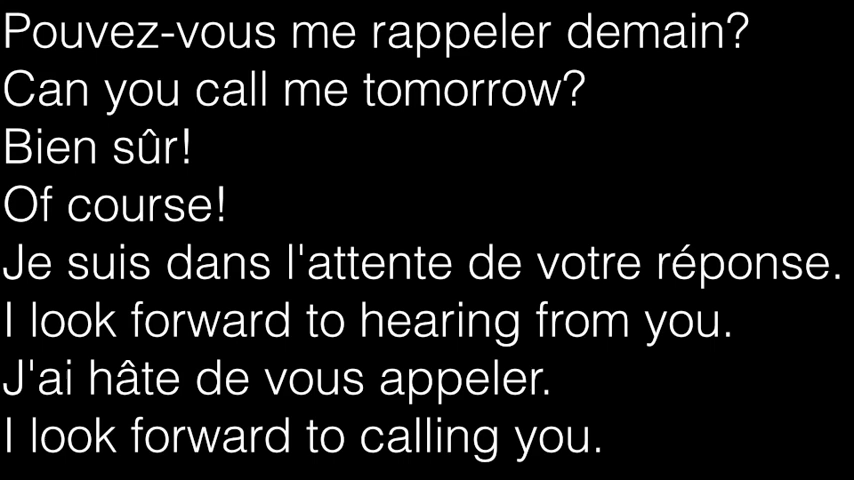 Pouvez-vous me rappeler demain?
Can you call me tomorrow?
Bien sûr!
Of course!
Je suis dans l'attente de votre réponse.
I look forward to hearing from you.
J'ai hâte de vous appeler.
I look forward to calling you.